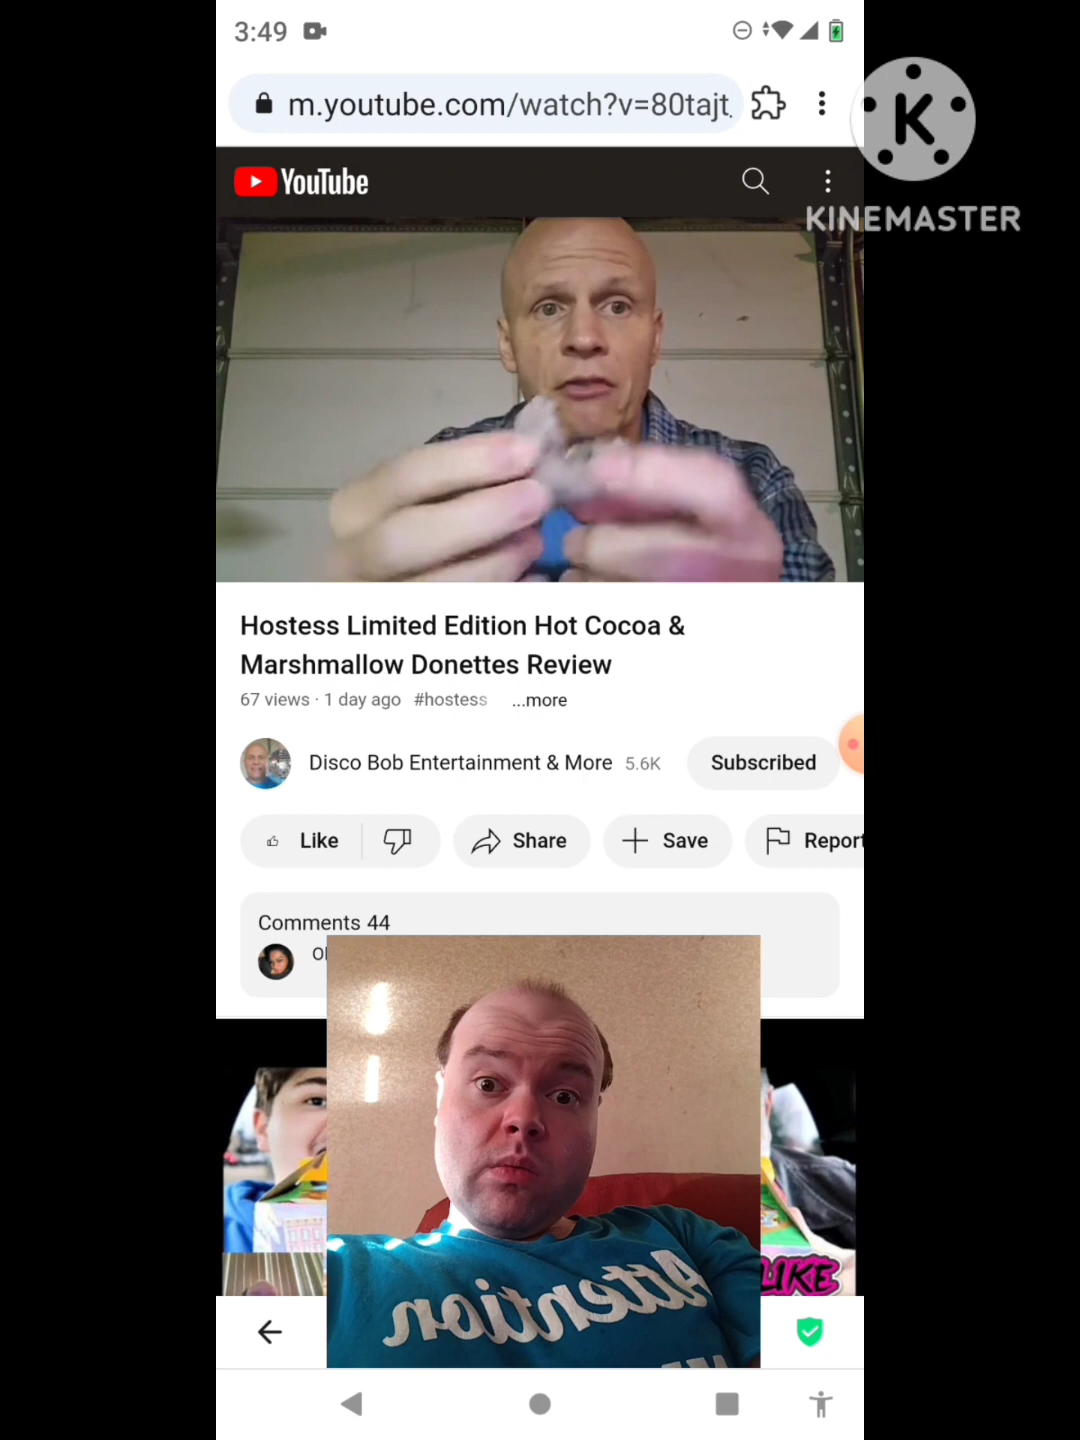 3:49
m.youtube.com/watch?v=80tajt
K
KINEMASTER
YouTube
Hostess Limited Edition Hot Cocoa &
Marshmallow Donettes Review
67 views · 1 day ago #hostess ...more
Disco Bob Entertainment & More 5.6K Subscribed
Like Share Save Report
Comments 44
LIKE
Attention